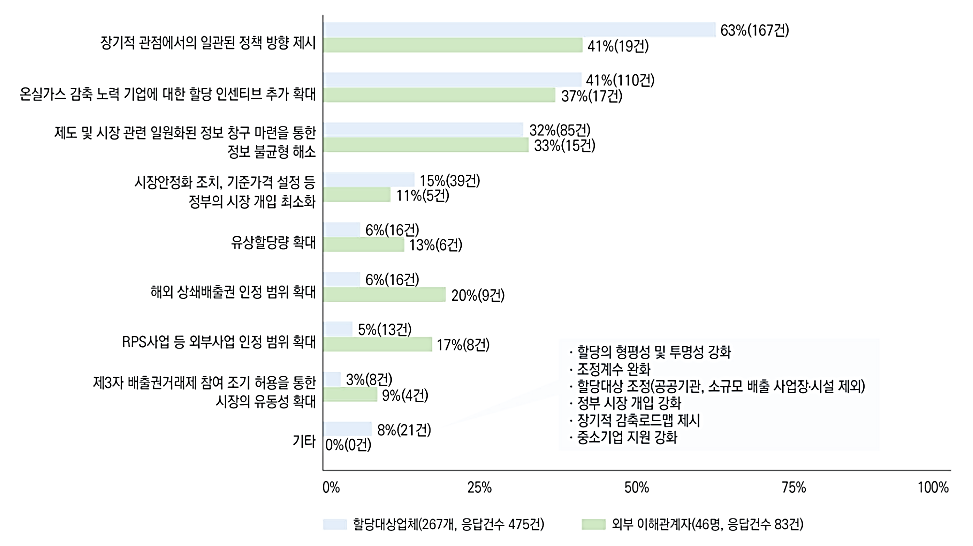 장기적 관점에서의 일관된 정책 방향 제시
63%(167건)
41%(19건)
온실가스 감축 노력 기업에 대한 할당 인센티브 추가 확대
41%(110건)
37%(17건)
제도 및 시장 관련 일원화된 정보 창구 마련을 통한
정보 불균형 해소
32%(85건)
33%(15건)
시장안정화 조치, 기준가격 설정 등
정부의 시장 개입 최소화
15%(39건)
11%(5건)
유상할당량 확대
6%(16건)
13%(6건)
해외 상쇄배출권 인정 범위 확대
6%(16건)
20%(9건)
RPS사업 등 외부사업 인정 범위 확대
5%(13건)
17%(8건)
제3자 배출권거래제 참여 조기 허용을 통한
시장의 유동성 확대
3%(8건)
9%(4건)
기타
8%(21건)
0%(0건)
· 할당의 형평성 및 투명성 강화
· 조정계수 완화
· 할당대상 조정(공공기관, 소규모 배출 사업장·시설 제외)
· 정부 시장 개입 강화
· 장기적 감축로드맵 제시
· 중소기업 지원 강화
0% 25% 50% 75% 100%
할당대상업체(267개, 응답건수 475건) 외부 이해관계자(46명, 응답건수 83건)